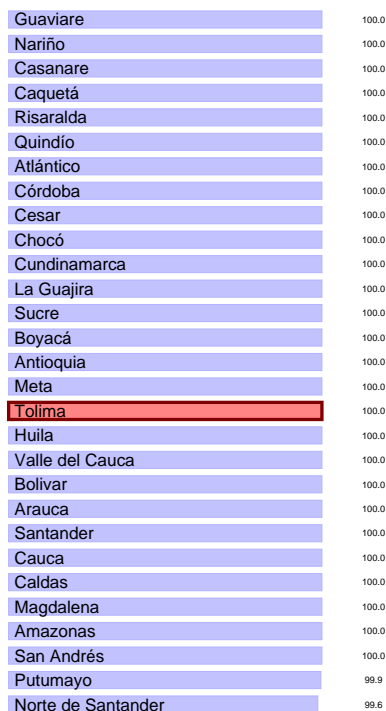 Guaviare 100.0
Nariño 100.0
Casanare 100.0
Caquetá 100.0
Risaralda 100.0
Quindío 100.0
Atlántico 100.0
Córdoba 100.0
Cesar 100.0
Chocó 100.0
Cundinamarca 100.0
La Guajira 100.0
Sucre 100.0
Boyacá 100.0
Antioquia 100.0
Meta 100.0
Tolima 100.0
Huila 100.0
Valle del Cauca 100.0
Bolivar 100.0
Arauca 100.0
Santander 100.0
Cauca 100.0
Caldas 100.0
Magdalena 100.0
Amazonas 100.0
San Andrés 100.0
Putumayo 99.9
Norte de Santander 99.6